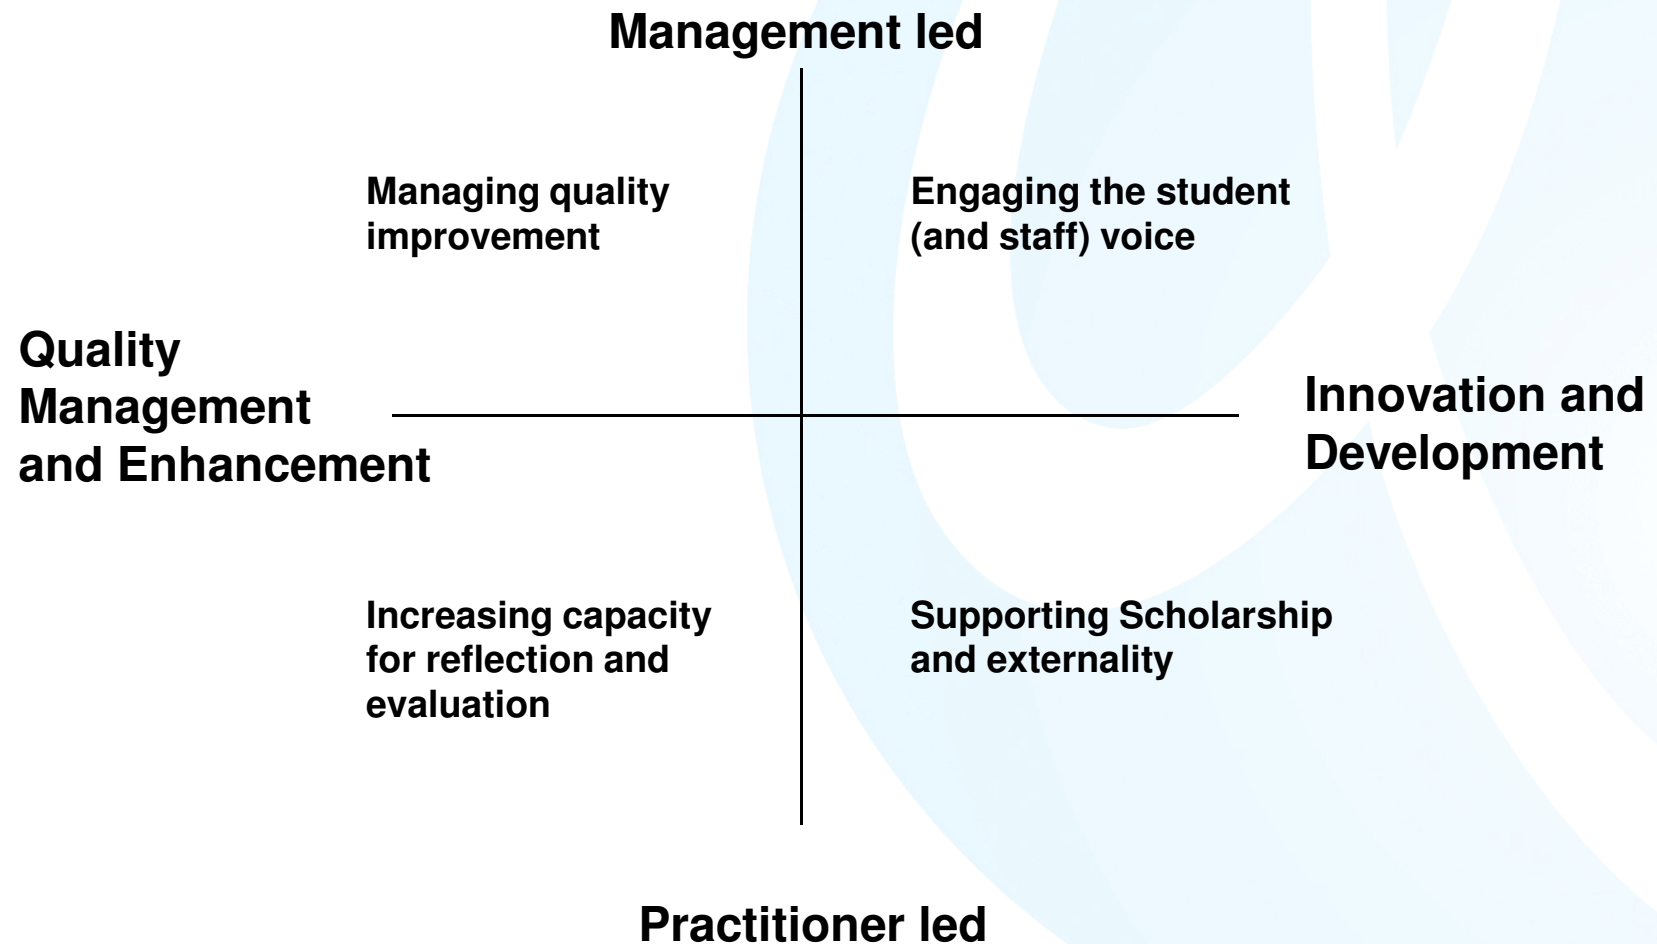 Management led
Managing quality
improvement
Engaging the student
(and staff) voice
Quality
Management
and Enhancement
Innovation and
Development
Increasing capacity
for reflection and
evaluation
Supporting Scholarship
and externality
Practitioner led